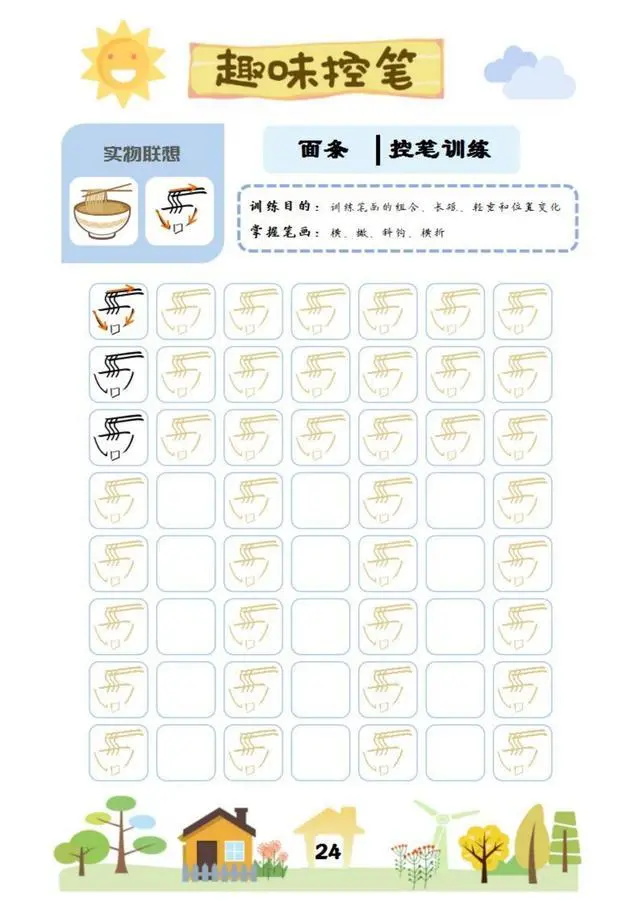 趣味控笔
实物联想
面条 | 控笔训练
训练目的：训练笔画的组合、长短、轻重和位置变化
掌握笔画：横、撇、斜钩、横折
24